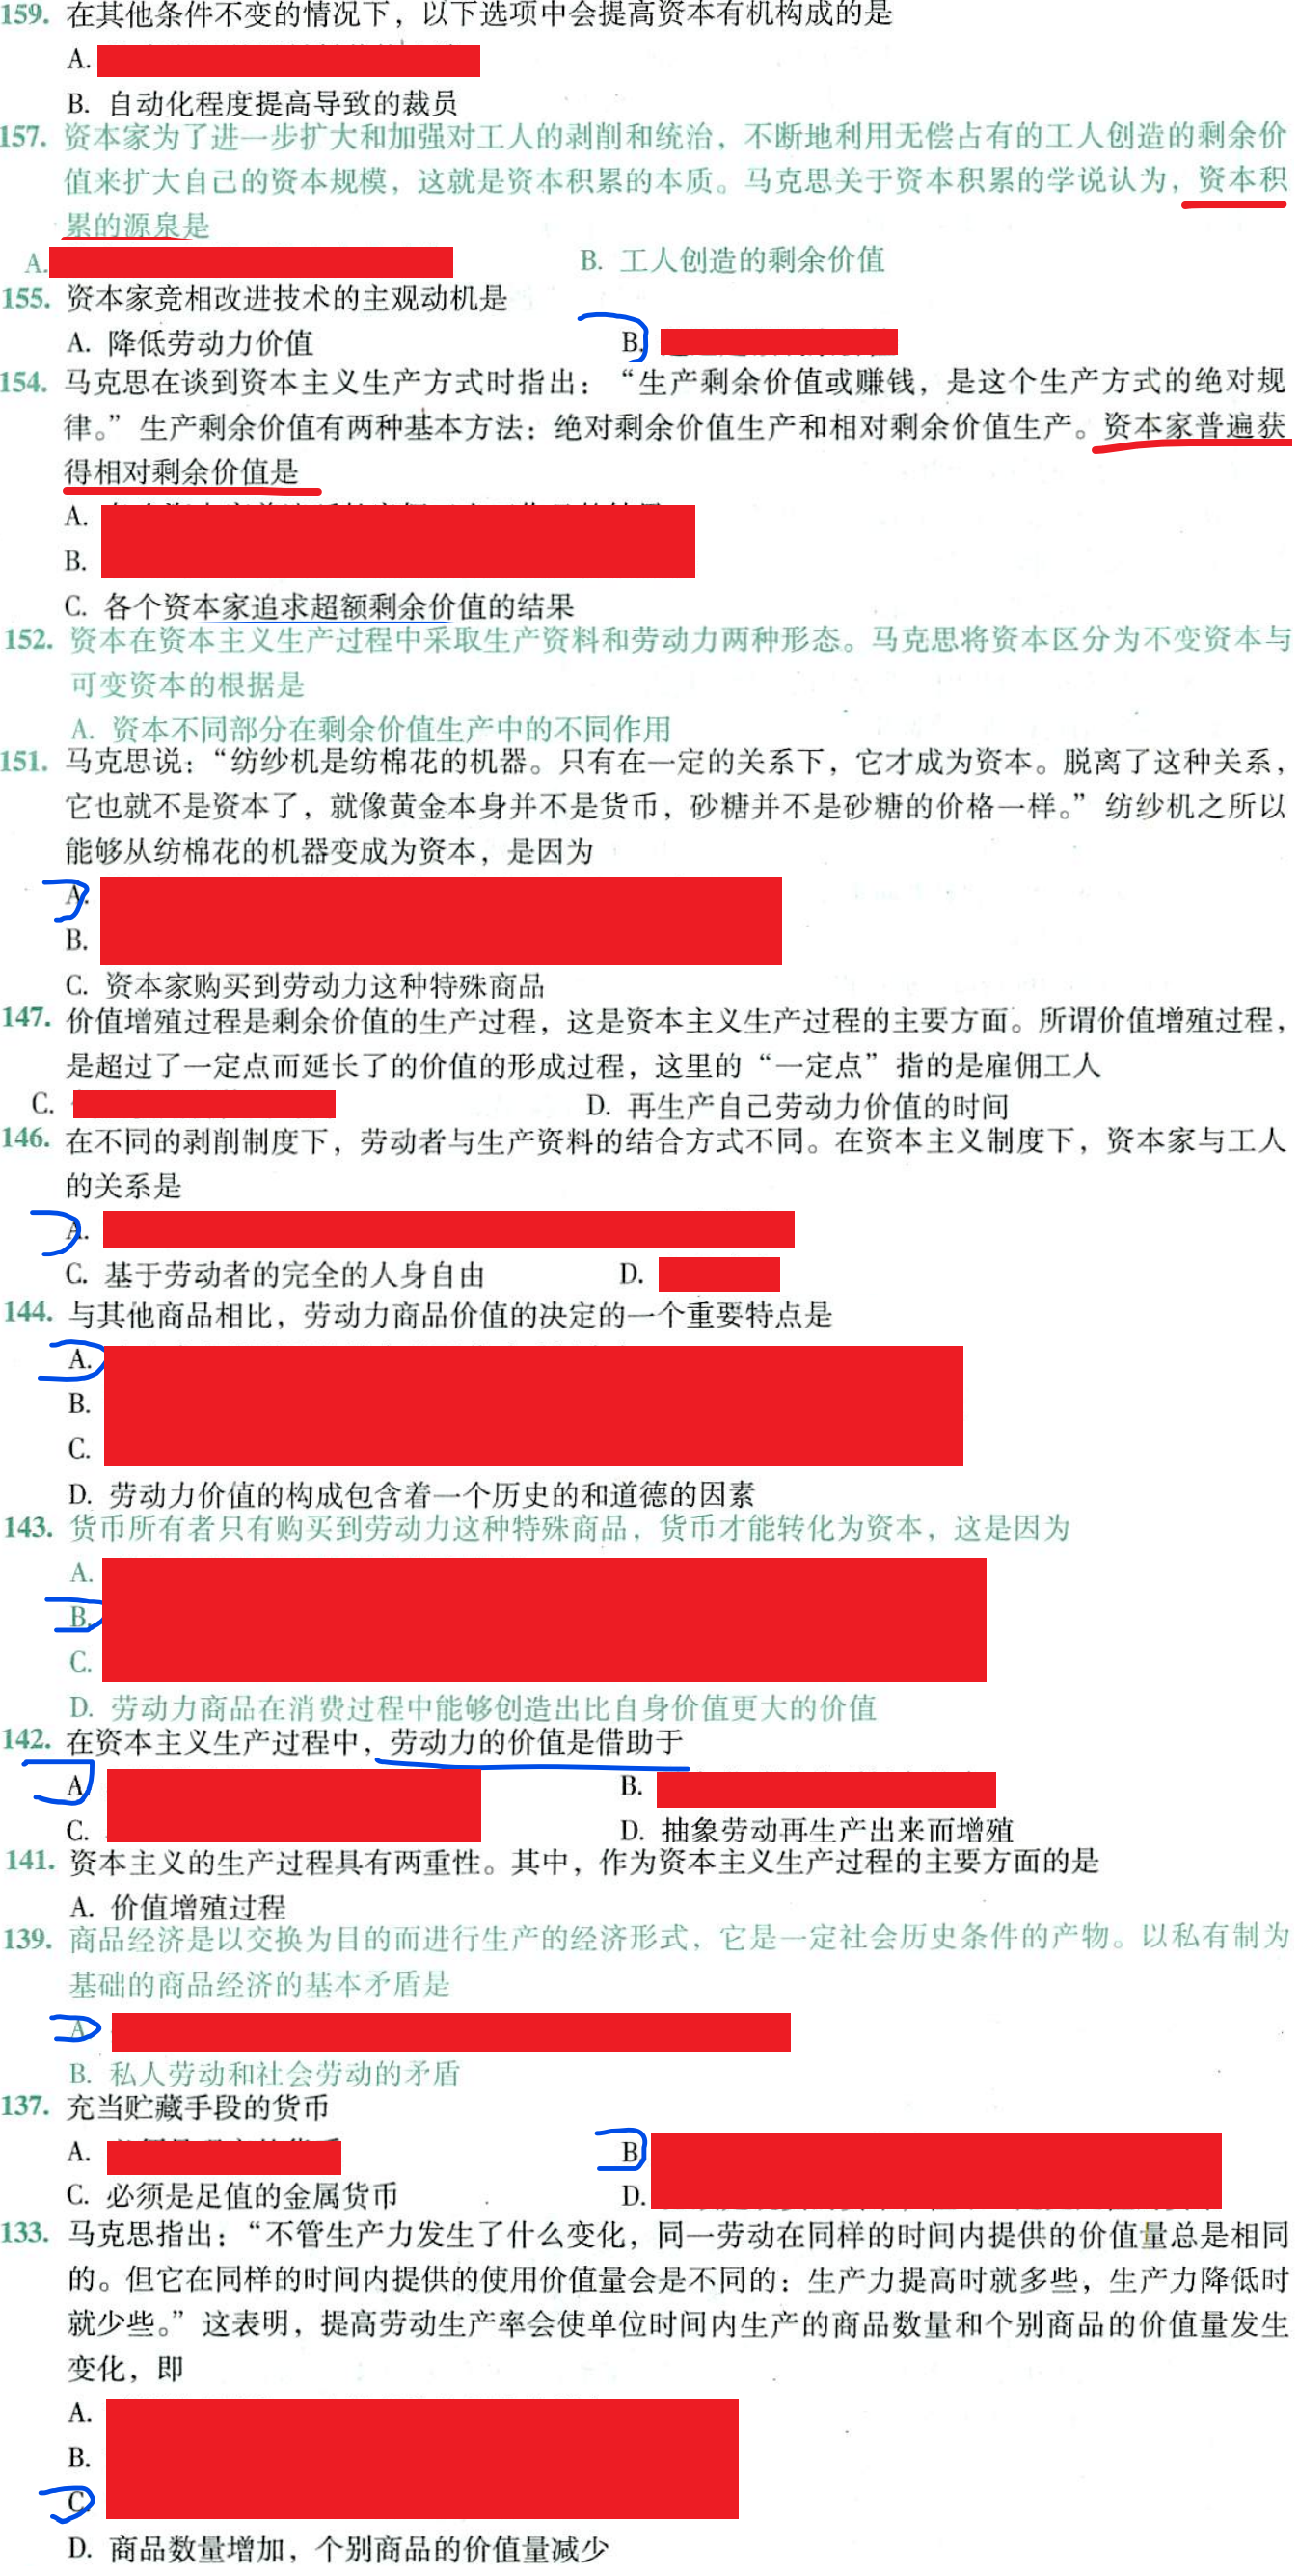 159. 在其他条件不变的情况下，以下选项中会提高资本有机构成的是
A.
B. 自动化程度提高导致的裁员
157. 资本家为了进一步扩大和加强对工人的剥削和统治，不断地利用无偿占有的工人创造的剩余价
值来扩大自己的资本规模，这就是资本积累的本质。马克思关于资本积累的学说认为，资本积
累的源泉是
A. B. 工人创造的剩余价值
155. 资本家竞相改进技术的主观动机是
A. 降低劳动力价值 B.
154. 马克思在谈到资本主义生产方式时指出：“生产剩余价值或赚钱，是这个生产方式的绝对规
律。”生产剩余价值有两种基本方法：绝对剩余价值生产和相对剩余价值生产。资本家普遍获
得相对剩余价值是
A.
B.
C. 各个资本家追求超额剩余价值的结果
152. 资本在资本主义生产过程中采取生产资料和劳动力两种形态。马克思将资本区分为不变资本与
可变资本的根据是
A. 资本不同部分在剩余价值生产中的不同作用
151. 马克思说：“纺纱机是纺棉花的机器。只有在一定的关系下，它才成为资本。脱离了这种关系，
它也就不是资本了，就像黄金本身并不是货币，砂糖并不是砂糖的价格一样。”纺纱机之所以
能够从纺棉花的机器变成为资本，是因为
A.
B.
C. 资本家购买到劳动力这种特殊商品
147. 价值增殖过程是剩余价值的生产过程，这是资本主义生产过程的主要方面。所谓价值增殖过程，
是超过了一定点而延长了的价值的形成过程，这里的“一定点”指的是雇佣工人
C. D. 再生产自己劳动力价值的时间
146. 在不同的剥削制度下，劳动者与生产资料的结合方式不同。在资本主义制度下，资本家与工人
的关系是
A.
C. 基于劳动者的完全的人身自由 D.
144. 与其他商品相比，劳动力商品价值的决定的一个重要特点是
A.
B.
C.
D. 劳动力价值的构成包含着一个历史的和道德的因素
143. 货币所有者只有购买到劳动力这种特殊商品，货币才能转化为资本，这是因为
A.
B.
C.
D. 劳动力商品在消费过程中能够创造出比自身价值更大的价值
142. 在资本主义生产过程中，劳动力的价值是借助于
A. B.
C. D. 抽象劳动再生产出来而增殖
141. 资本主义的生产过程具有两重性。其中，作为资本主义生产过程的主要方面的是
A. 价值增殖过程
139. 商品经济是以交换为目的而进行生产的经济形式，它是一定社会历史条件的产物。以私有制为
基础的商品经济的基本矛盾是
A
B. 私人劳动和社会劳动的矛盾
137. 充当贮藏手段的货币
A. B
C. 必须是足值的金属货币 D.
133. 马克思指出：“不管生产力发生了什么变化，同一劳动在同样的时间内提供的价值量总是相同
的。但它在同样的时间内提供的使用价值量会是不同的：生产力提高时就多些，生产力降低时
就少些。”这表明，提高劳动生产率会使单位时间内生产的商品数量和个别商品的价值量发生
变化，即
A.
B.
C
D. 商品数量增加，个别商品的价值量减少